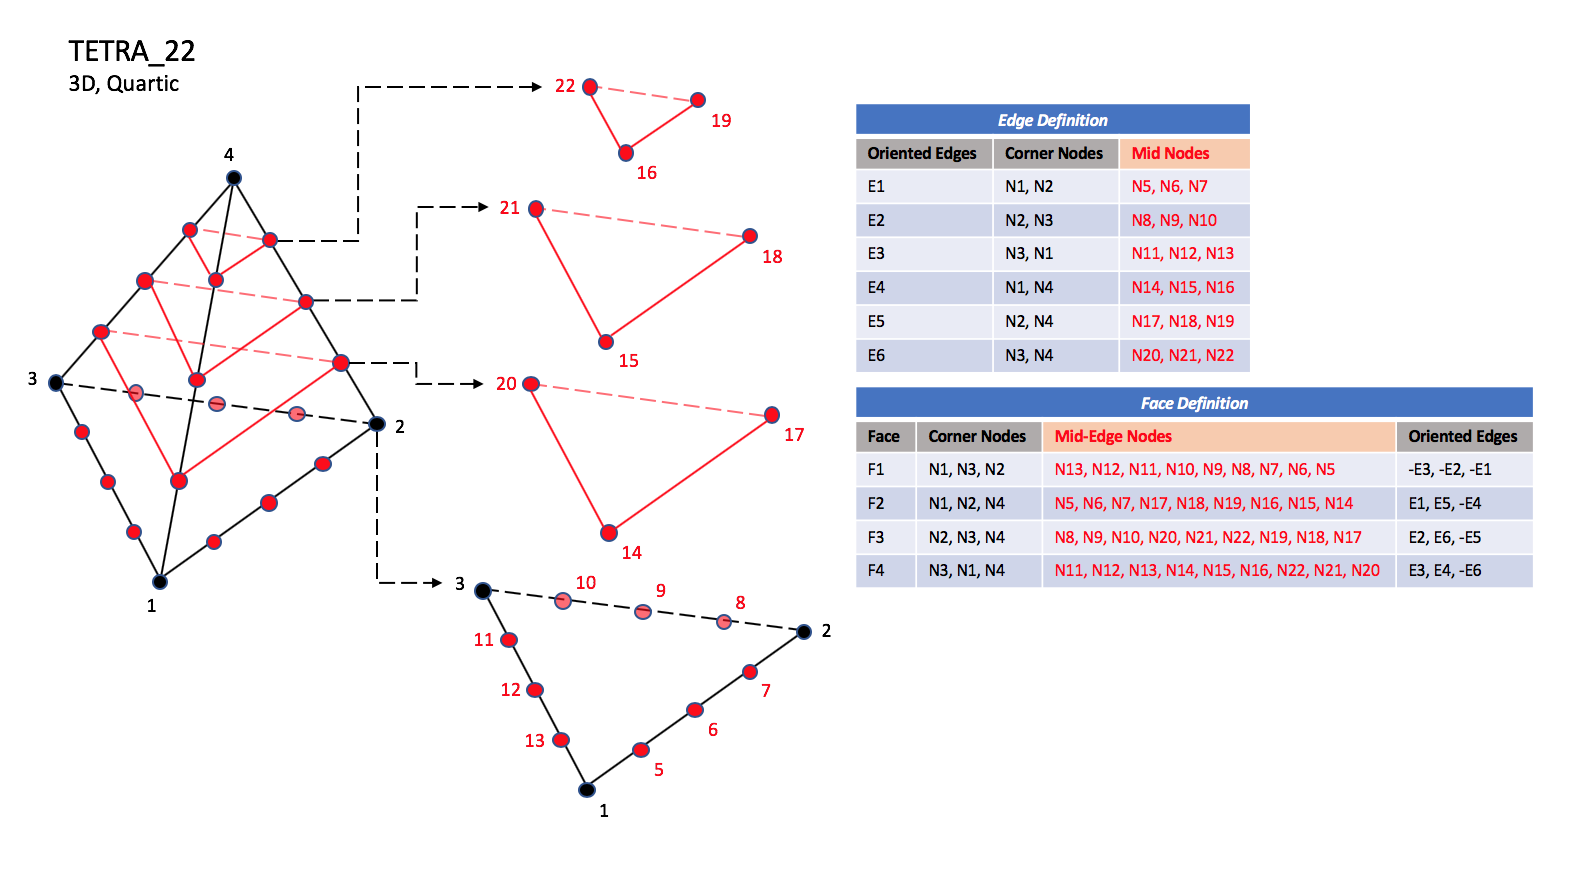 TETRA_22
3D, Quartic
4
3
2
1
22
19
16
21
18
15
20
17
14
3
10
9
8
2
11
12
13
7
6
5
1
Edge Definition
Oriented Edges Corner Nodes Mid Nodes
E1 N1, N2 N5, N6, N7
E2 N2, N3 N8, N9, N10
E3 N3, N1 N11, N12, N13
E4 N1, N4 N14, N15, N16
E5 N2, N4 N17, N18, N19
E6 N3, N4 N20, N21, N22
Face Definition
Face Corner Nodes Mid-Edge Nodes Oriented Edges
F1 N1, N3, N2 N13, N12, N11, N10, N9, N8, N7, N6, N5 -E3, -E2, -E1
F2 N1, N2, N4 N5, N6, N7, N17, N18, N19, N16, N15, N14 E1, E5, -E4
F3 N2, N3, N4 N8, N9, N10, N20, N21, N22, N19, N18, N17 E2, E6, -E5
F4 N3, N1, N4 N11, N12, N13, N14, N15, N16, N22, N21, N20 E3, E4, -E6